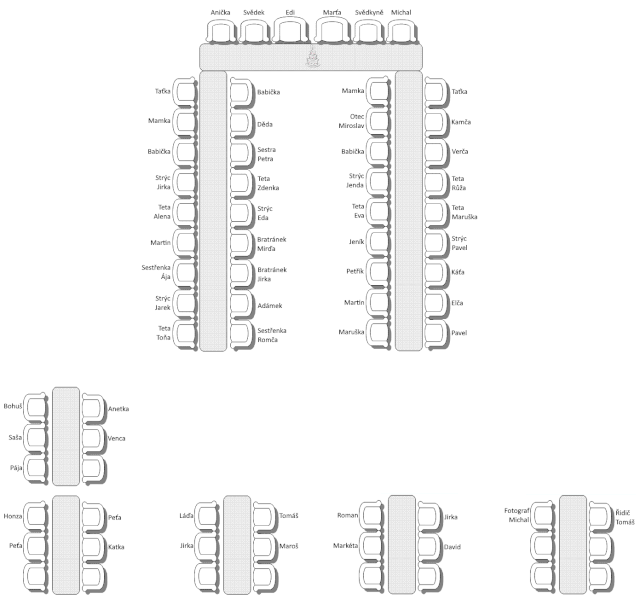 Anička Svědek Edi Marťa Svědkyně Michal
Taťka Babička Mamka Taťka
Mamka Děda Otec Kamča
Miroslav
Babička Sestra Babička Verča
Petra
Strýc Teta Strýc Teta
Jirka Zdenka Jenda Růža
Teta Strýc Teta Teta
Alena Eda Eva Maruška
Martin Bratránek Jeník Strýc
Mirďa Pavel
Sestřenka Bratránek Petřík Káťa
Ája Jirka
Strýc Adámek Martin Elča
Jarek
Teta Sestřenka Maruška Pavel
Toňa Romča
Bohuš Anetka
Saša Venca
Pája
Honza Peťa Láďa Tomáš Roman Jirka Fotograf Řidič
Michal Tomáš
Peťa Katka Jirka Maroš Markéta David